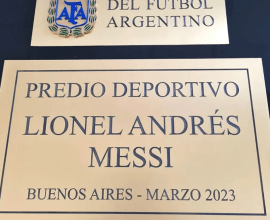 AFA
DEL FUTBOL
ARGENTINO
PREDIO DEPORTIVO
LIONEL ANDRÉS
MESSI
BUENOS AIRES - MARZO 2023